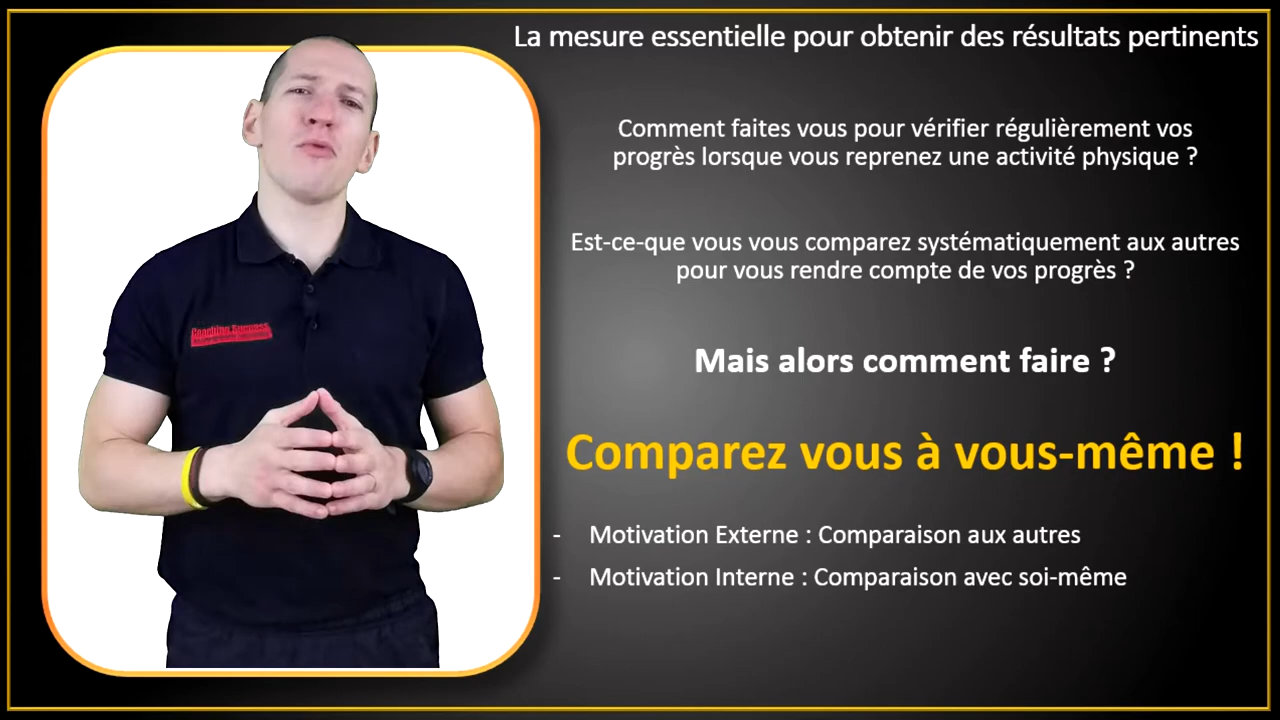 La mesure essentielle pour obtenir des résultats pertinents
Comment faites vous pour vérifier régulièrement vos
progrès lorsque vous reprenez une activité physique ?
Est-ce-que vous vous comparez systématiquement aux autres
pour vous rendre compte de vos progrès ?
Mais alors comment faire ?
Comparez vous à vous-même !
- Motivation Externe : Comparaison aux autres
- Motivation Interne : Comparaison avec soi-même
Coaching Success